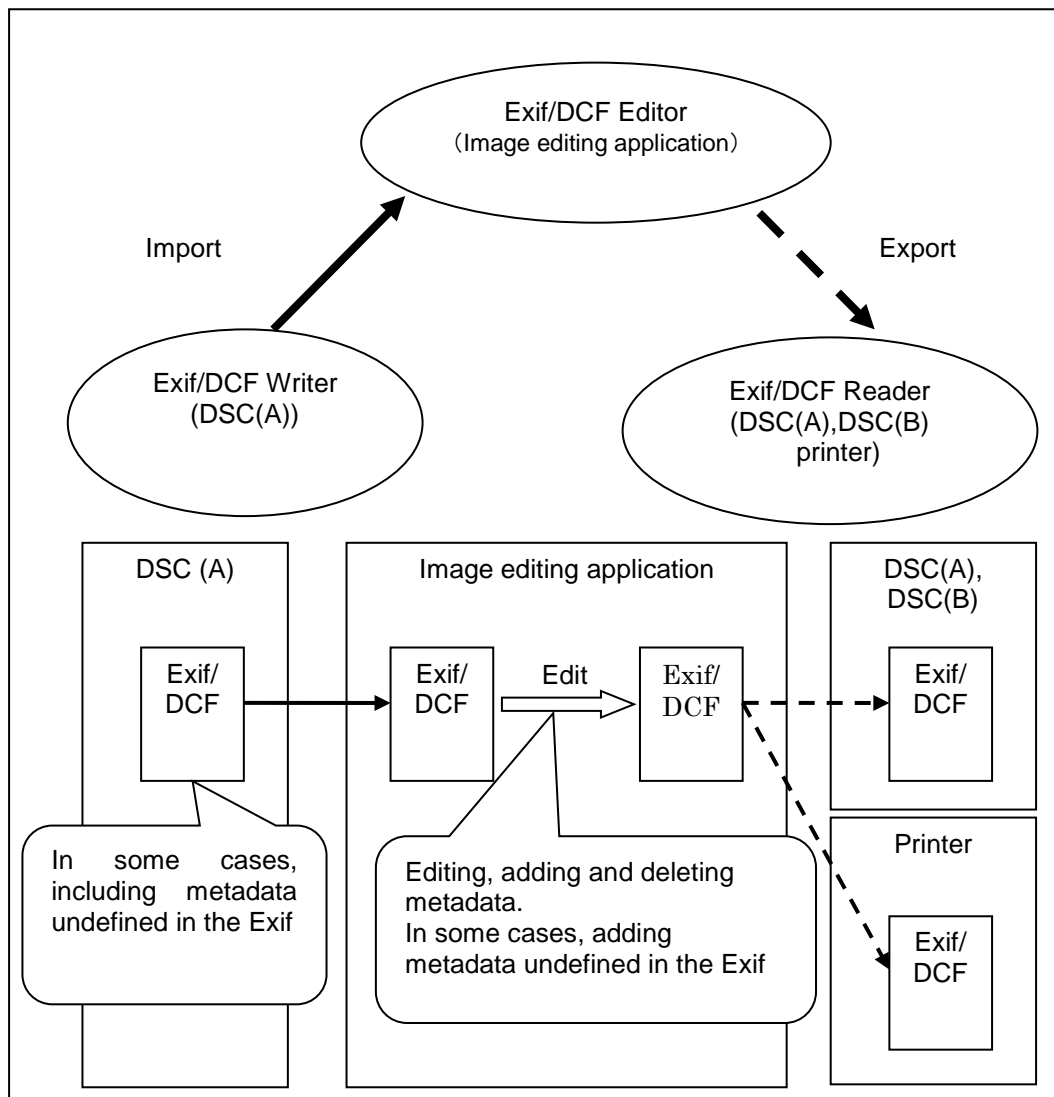 Exif/DCF Editor
（Image editing application）
Import
Export
Exif/DCF Writer
(DSC(A))
Exif/DCF Reader
(DSC(A),DSC(B)
printer)
DSC (A)
Image editing application
DSC(A),
DSC(B)
Exif/
DCF
Exif/
DCF
Edit
Exif/
DCF
Exif/
DCF
In some cases,
including metadata
undefined in the Exif
Editing, adding and deleting
metadata.
In some cases, adding
metadata undefined in the Exif
Printer
Exif/
DCF